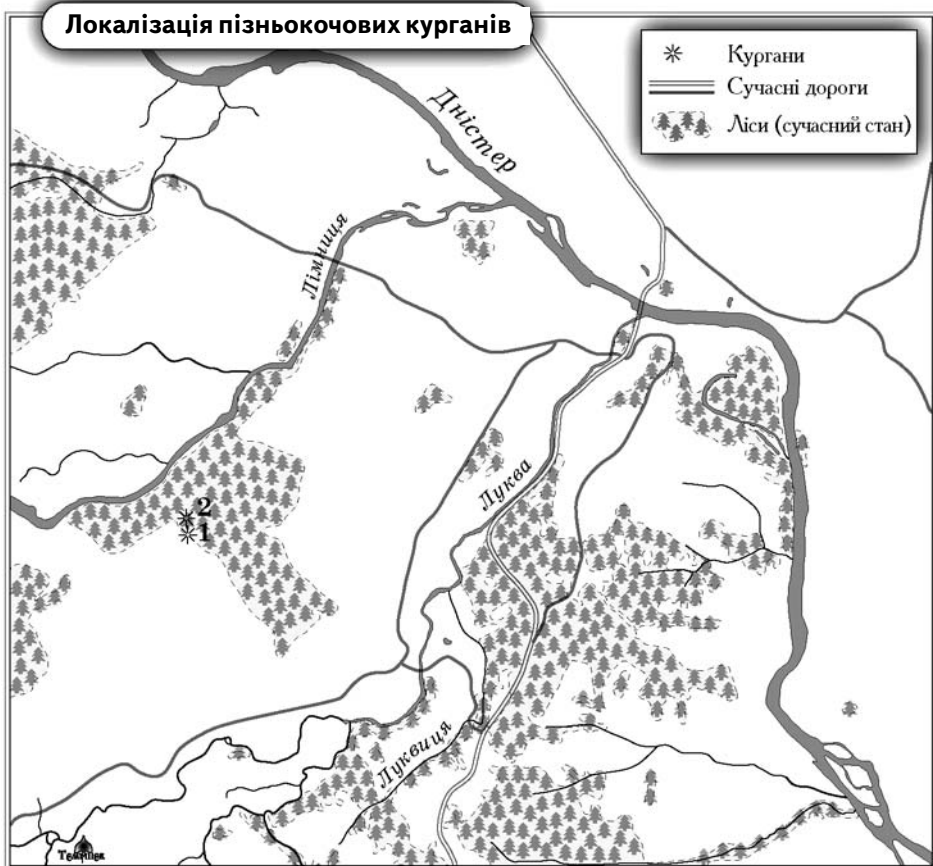 Локалізація пізньокочових курганів
Кургани
Сучасні дороги
Ліси (сучасний стан)
Дністер
Лімниця
Луква
2
1
Луквиця